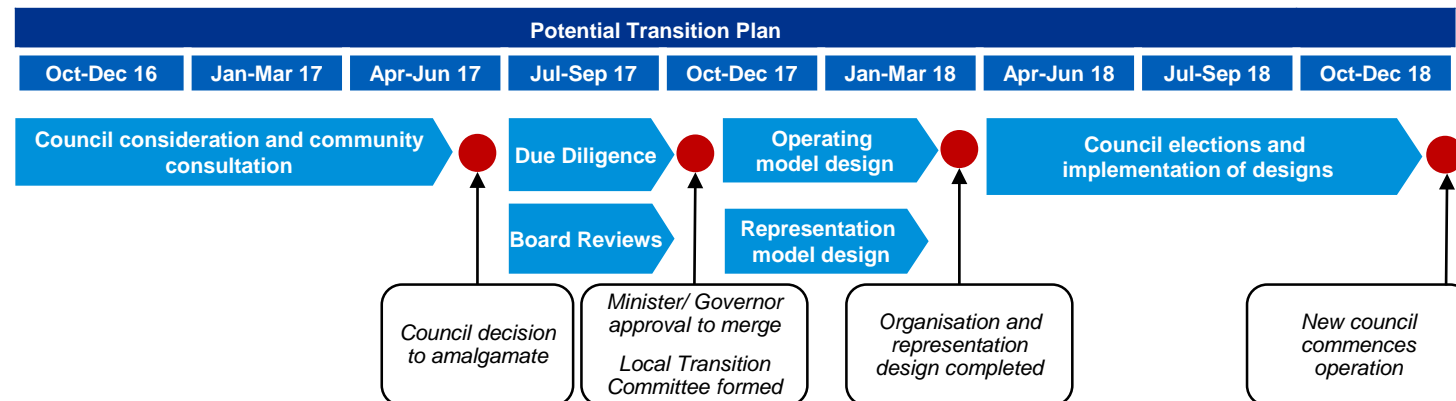 Potential Transition Plan
Oct-Dec 16
Jan-Mar 17
Apr-Jun 17
Jul-Sep 17
Oct-Dec 17
Jan-Mar 18
Apr-Jun 18
Jul-Sep 18
Oct-Dec 18
Council consideration and community
consultation
Due Diligence
Operating
model design
Council elections and
implementation of designs
Board Reviews
Representation
model design
Council decision
to amalgamate
Minister/ Governor
approval to merge
Local Transition
Committee formed
Organisation and
representation
design completed
New council
commences
operation